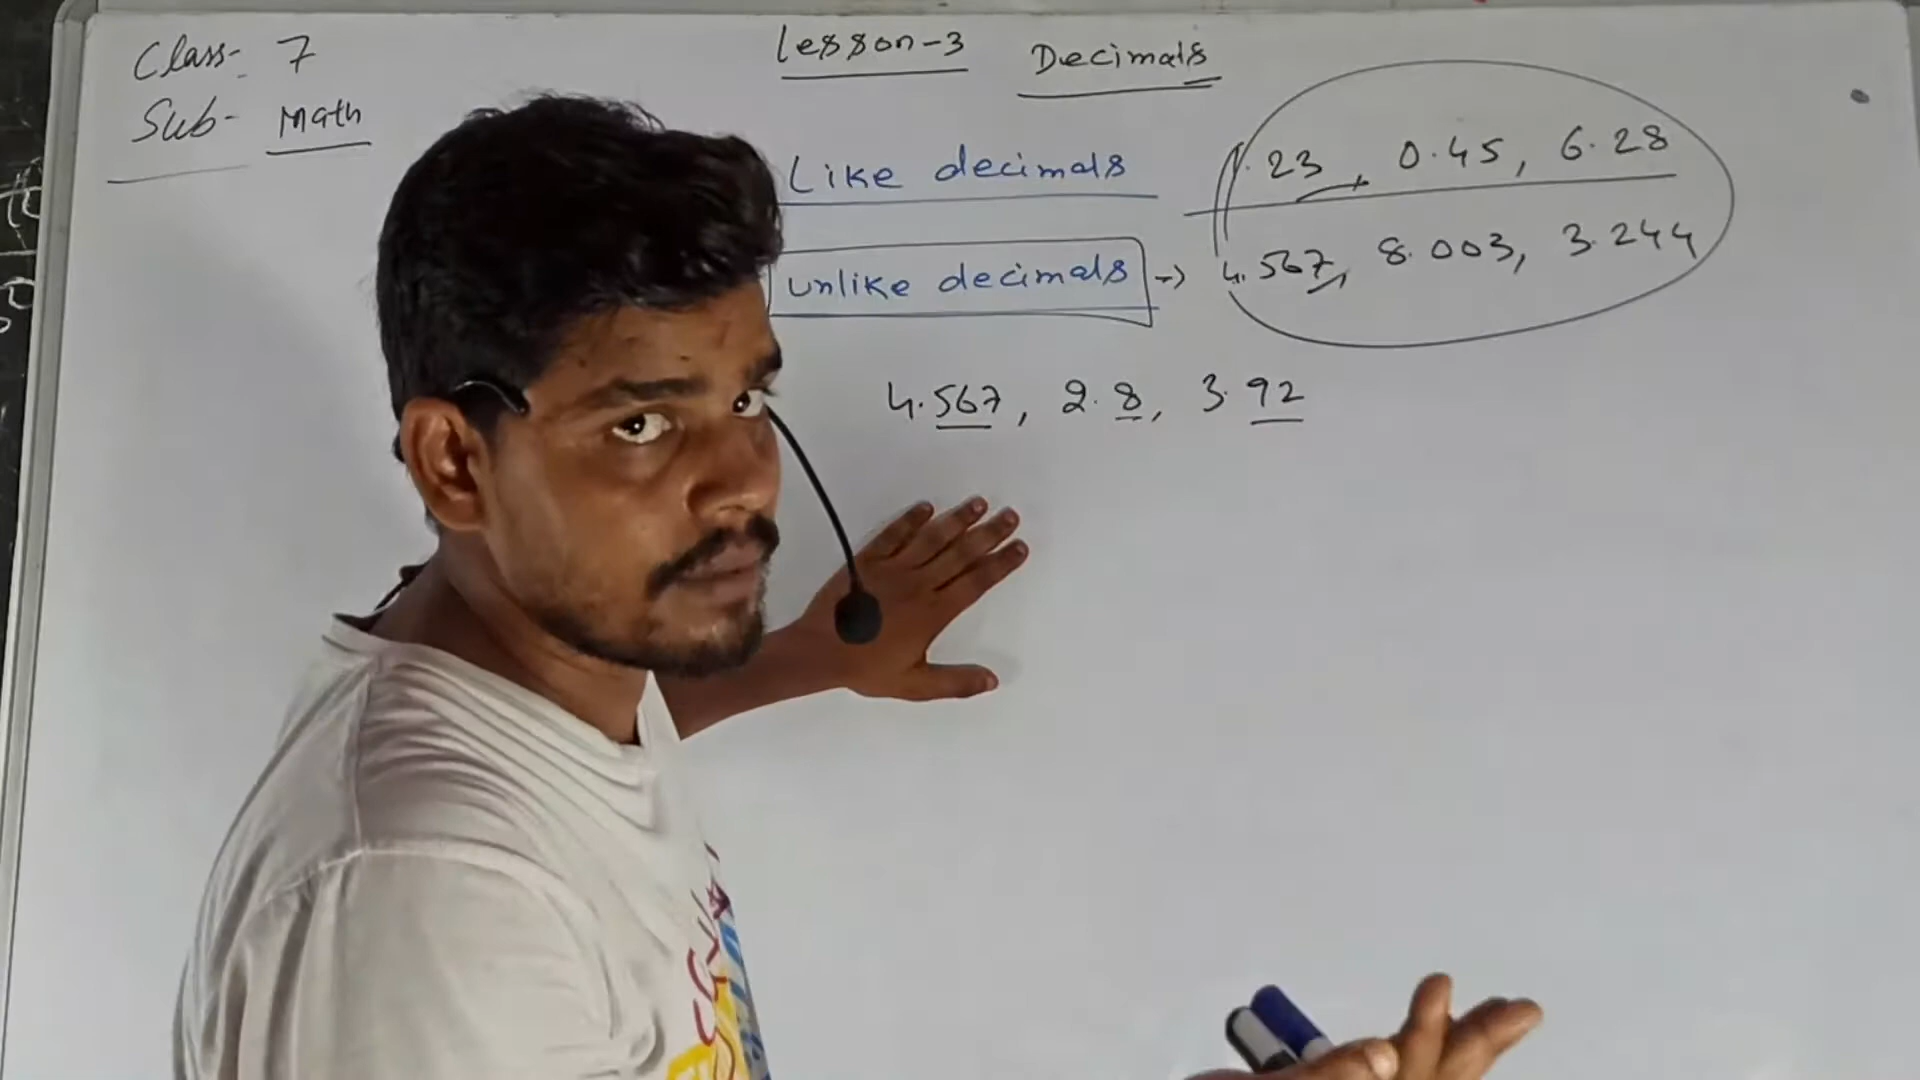 Class- 7
Sub- Math
Lesson-3 Decimals
Like decimals
.23, 0.45, 6.28
unlike decimals → 4.567, 8.003, 3.244
4.567, 2.8, 3.92